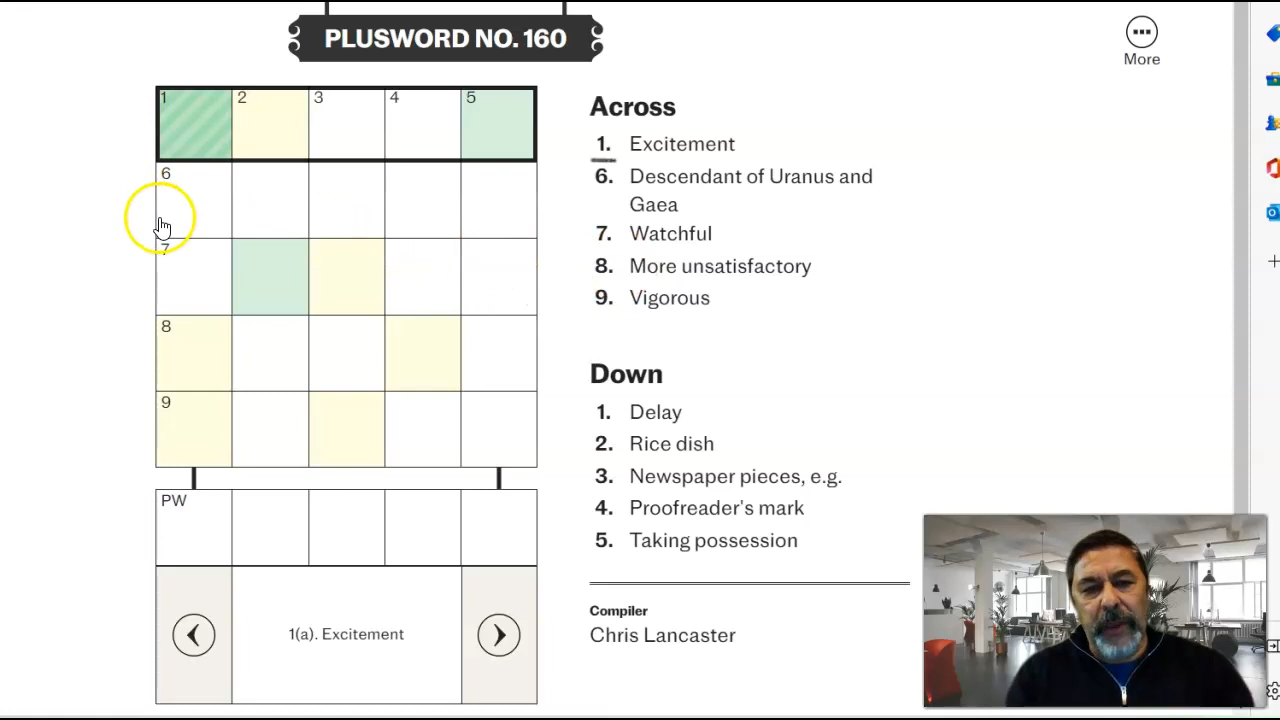 PLUSWORD NO. 160
More
1 2 3 4 5
6
7
8
9
PW
1(a). Excitement
Across
1. Excitement
6. Descendant of Uranus and
Gaea
7. Watchful
8. More unsatisfactory
9. Vigorous
Down
1. Delay
2. Rice dish
3. Newspaper pieces, e.g.
4. Proofreader's mark
5. Taking possession
Compiler
Chris Lancaster